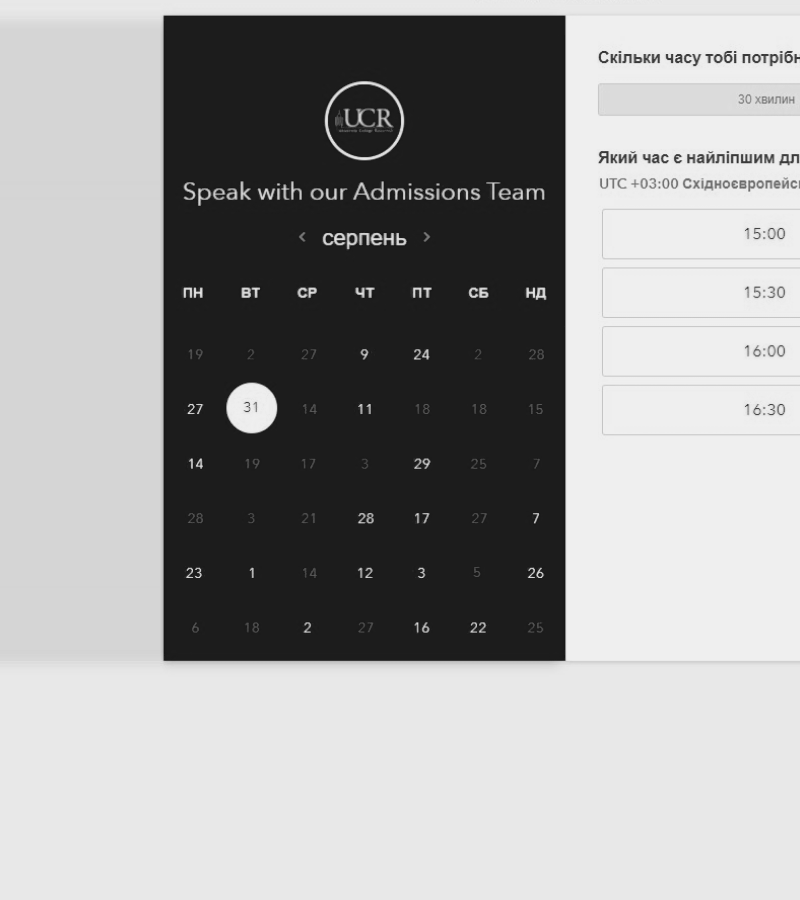 UCR
Speak with our Admissions Team
< серпень >
ПН ВТ СР ЧТ ПТ СБ НД
19 2 27 9 24 2 28
27 31 14 11 18 18 15
14 19 17 3 29 25 7
28 3 21 28 17 27 7
23 1 14 12 3 5 26
6 18 2 27 16 22 25
Скільки часу тобі потрібн
30 хвилин
Який час є найліпшим дл
UTC +03:00 Східноєвропейсь
15:00
15:30
16:00
16:30